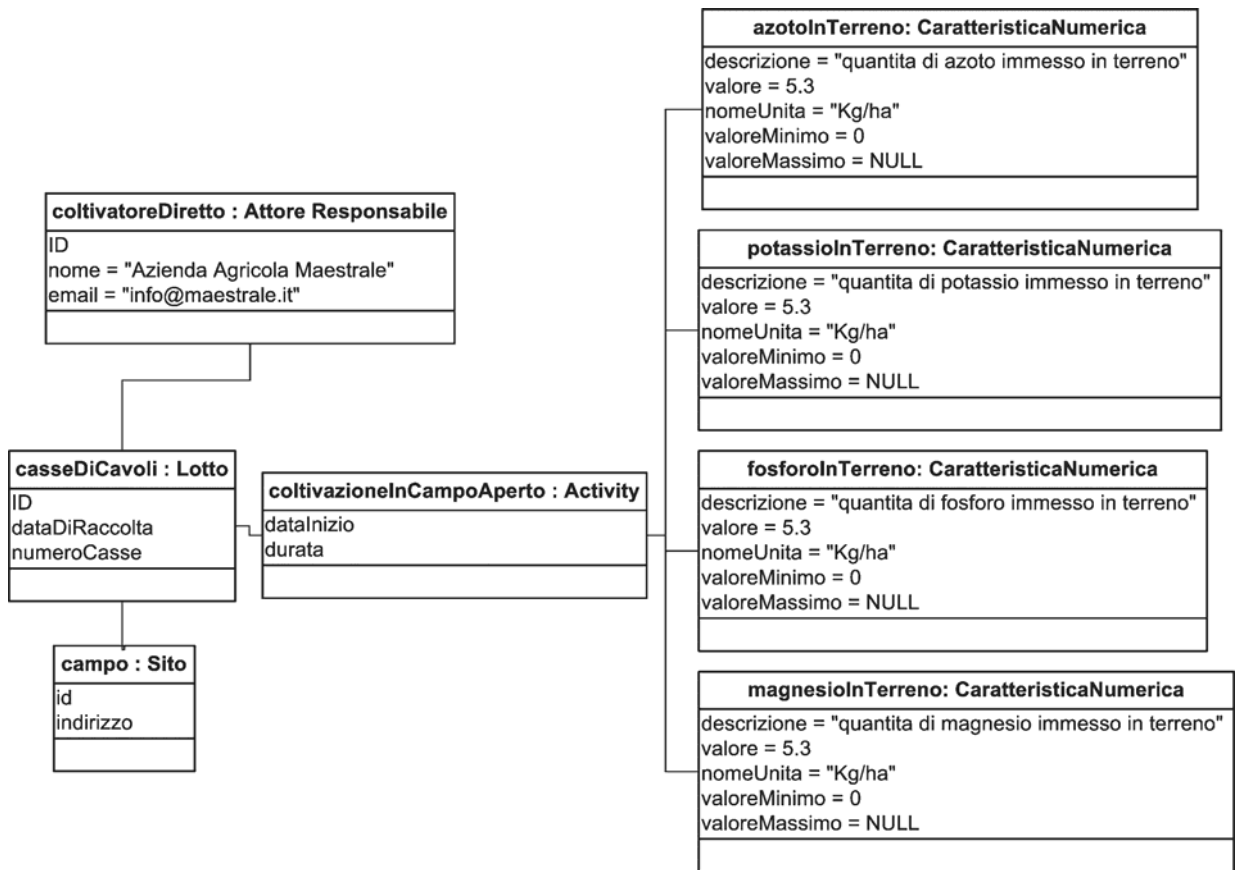 azotoInTerreno: CaratteristicaNumerica
descrizione = "quantita di azoto immesso in terreno"
valore = 5.3
nomeUnita = "Kg/ha"
valoreMinimo = 0
valoreMassimo = NULL
coltivatoreDiretto : Attore Responsabile
ID
nome = "Azienda Agricola Maestrale"
email = "info@maestrale.it"
potassioInTerreno: CaratteristicaNumerica
descrizione = "quantita di potassio immesso in terreno"
valore = 5.3
nomeUnita = "Kg/ha"
valoreMinimo = 0
valoreMassimo = NULL
casseDiCavoli : Lotto
ID
dataDiRaccolta
numeroCasse
coltivazioneInCampoAperto : Activity
dataInizio
durata
fosforoInTerreno: CaratteristicaNumerica
descrizione = "quantita di fosforo immesso in terreno"
valore = 5.3
nomeUnita = "Kg/ha"
valoreMinimo = 0
valoreMassimo = NULL
campo : Sito
id
indirizzo
magnesioInTerreno: CaratteristicaNumerica
descrizione = "quantita di magnesio immesso in terreno"
valore = 5.3
nomeUnita = "Kg/ha"
valoreMinimo = 0
valoreMassimo = NULL